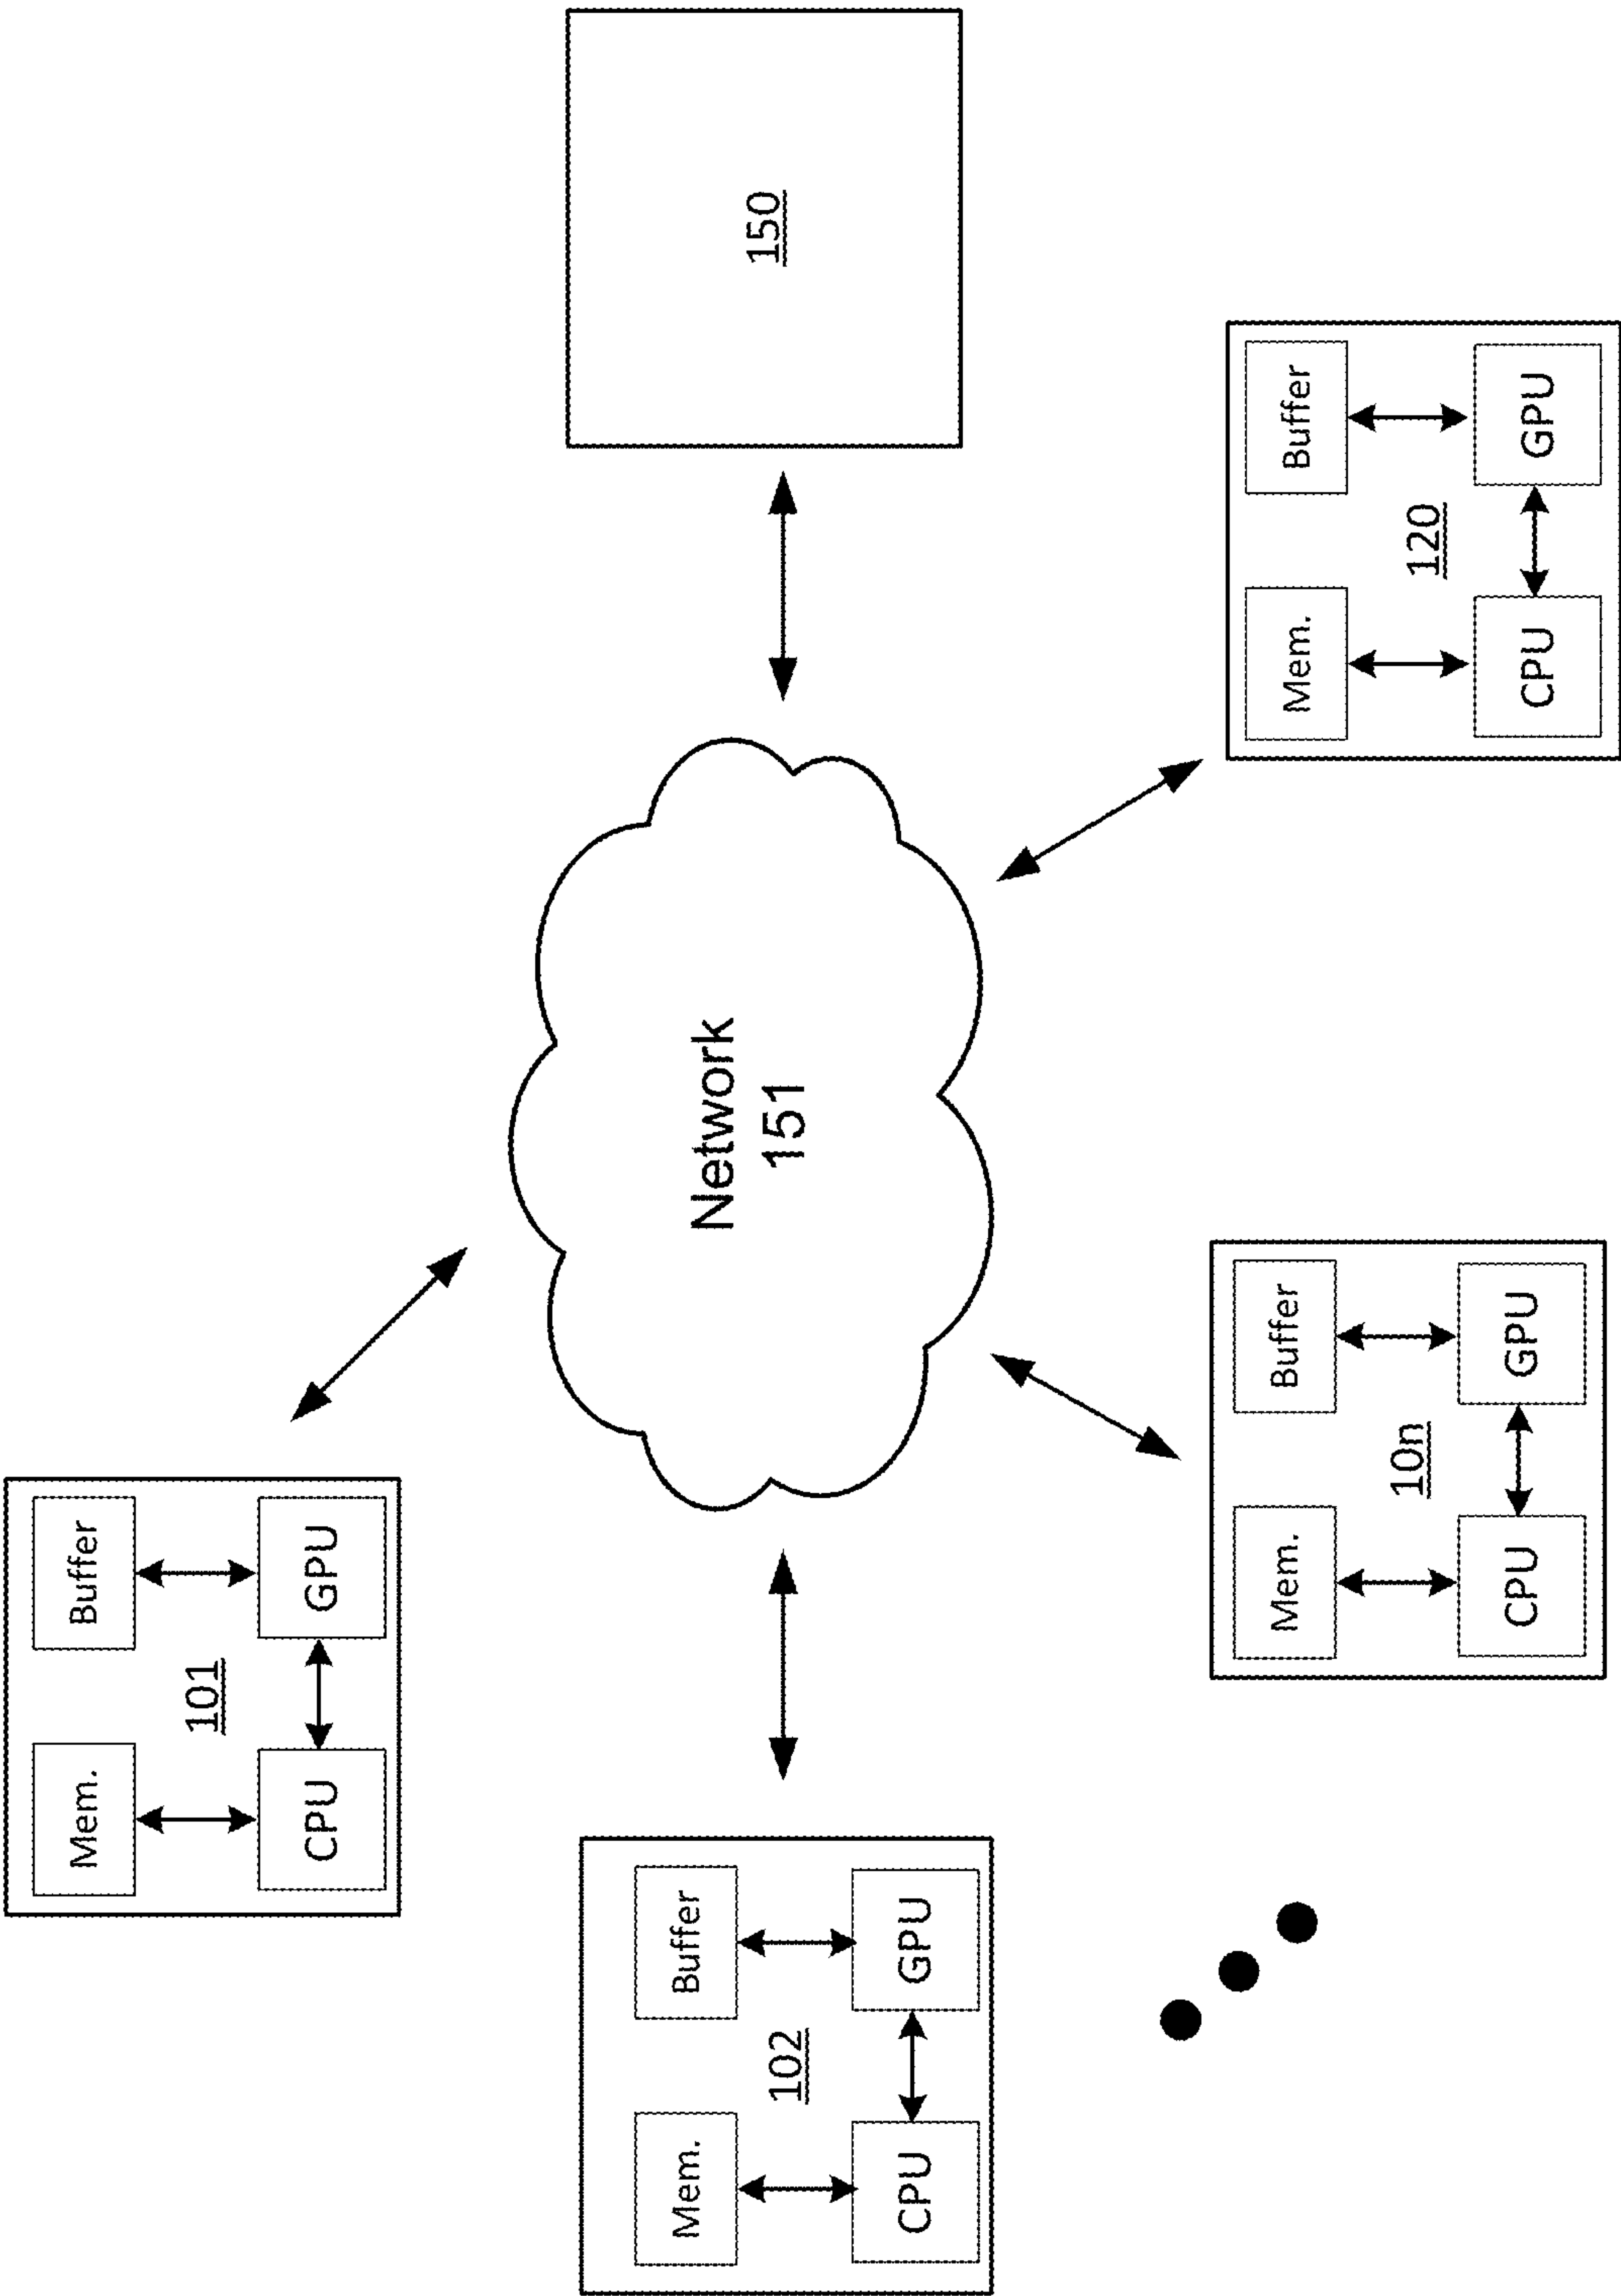 Mem.
Buffer
101
CPU
GPU
Mem.
Buffer
102
CPU
GPU
Network
151
150
Mem.
Buffer
10n
CPU
GPU
Mem.
Buffer
120
CPU
GPU